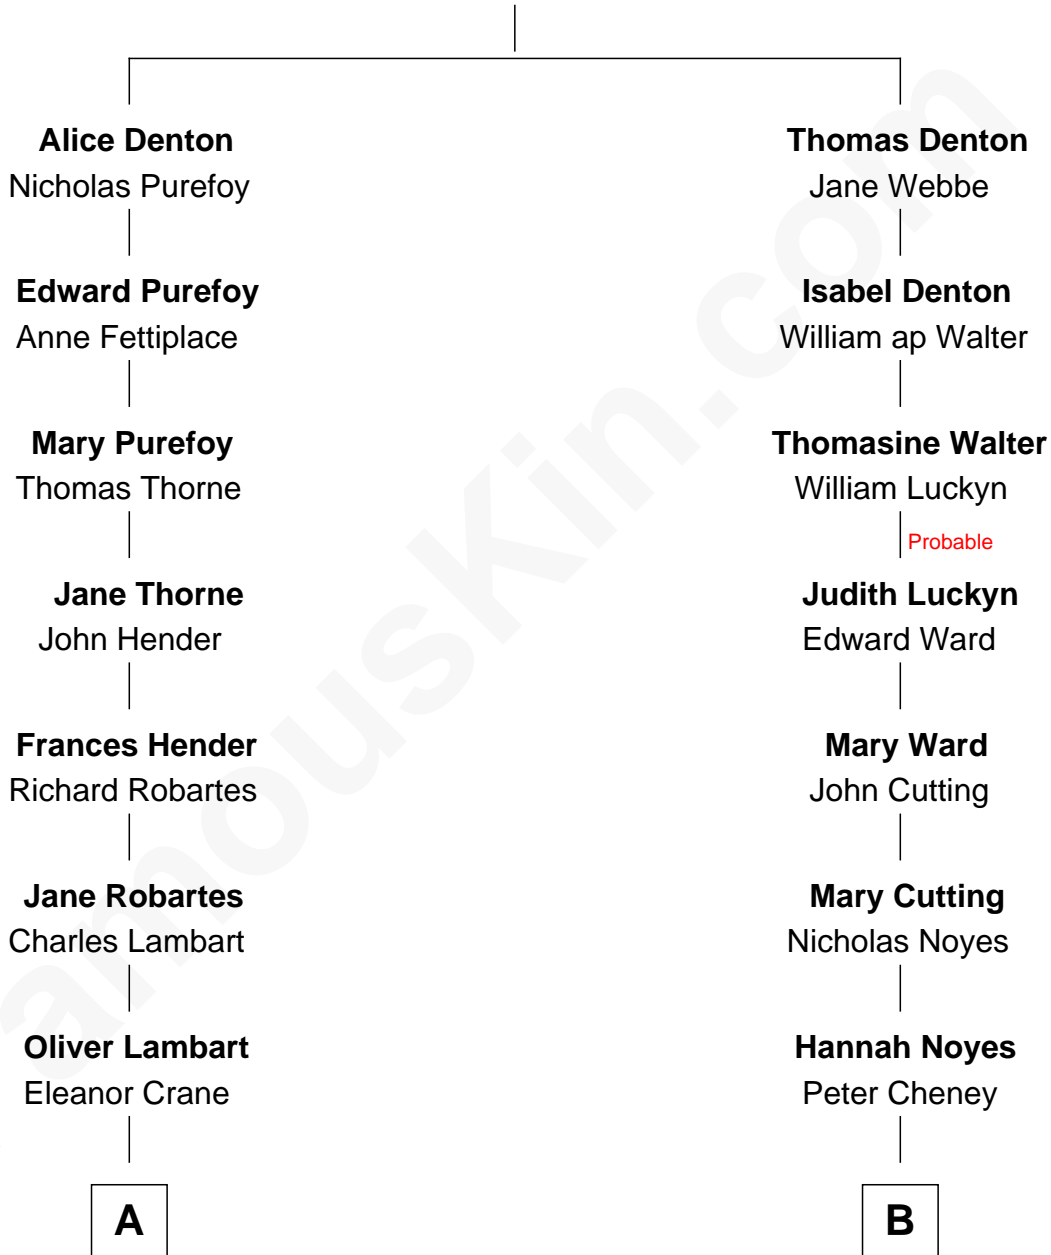 Alice Denton
Nicholas Purefoy
Edward Purefoy
Anne Fettiplace
Mary Purefoy
Thomas Thorne
Jane Thorne
John Hender
Frances Hender
Richard Robartes
Jane Robartes
Charles Lambart
Oliver Lambart
Eleanor Crane
A
Thomas Denton
Jane Webbe
Isabel Denton
William ap Walter
Thomasine Walter
William Luckyn
Probable
Judith Luckyn
Edward Ward
Mary Ward
John Cutting
Mary Cutting
Nicholas Noyes
Hannah Noyes
Peter Cheney
B
amousKin.com